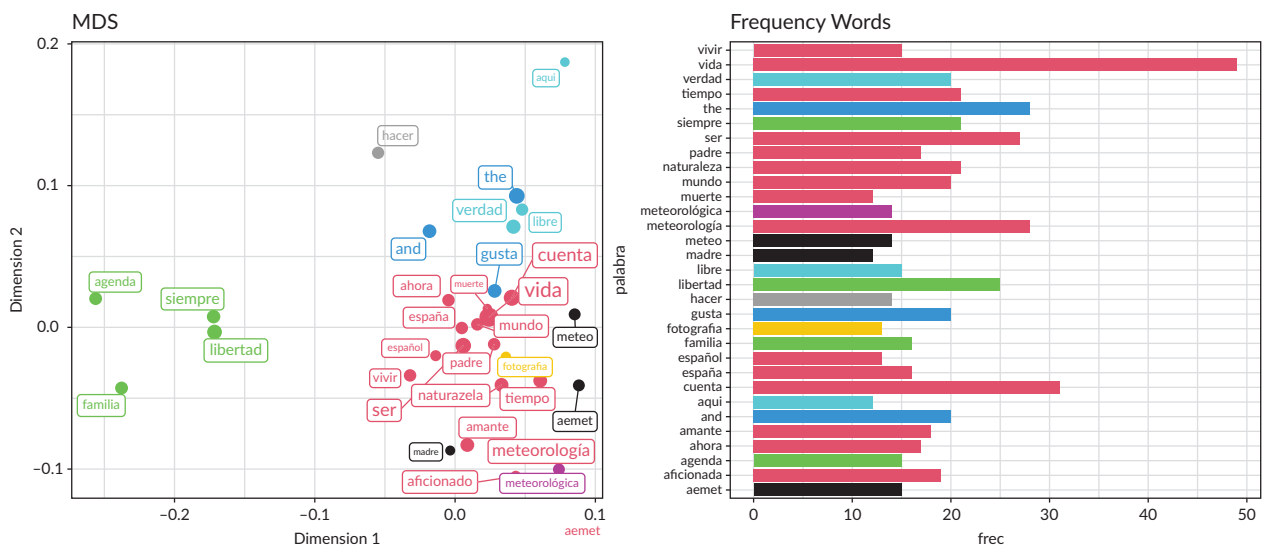 MDS
Frequency Words
0.2
0.1
0.0
−0.1
Dimension 2
aqui
hacer
the
verdad
libre
and
gusta
cuenta
agenda
siempre
ahora
muerte
vida
españa
mundo
meteo
libertad
español
padre
fotografia
vivir
naturazela
tiempo
familia
ser
aemet
amante
madre
meteorología
aficionado
meteorológica
−0.2
−0.1
0.0
0.1
aemet
Dimension 1
palabra
vivir
vida
verdad
tiempo
the
siempre
ser
padre
naturaleza
mundo
muerte
meteorológica
meteorología
meteo
madre
libre
libertad
hacer
gusta
fotografia
familia
español
españa
cuenta
aqui
and
amante
ahora
agenda
aficionada
aemet
0
10
20
30
40
50
frec